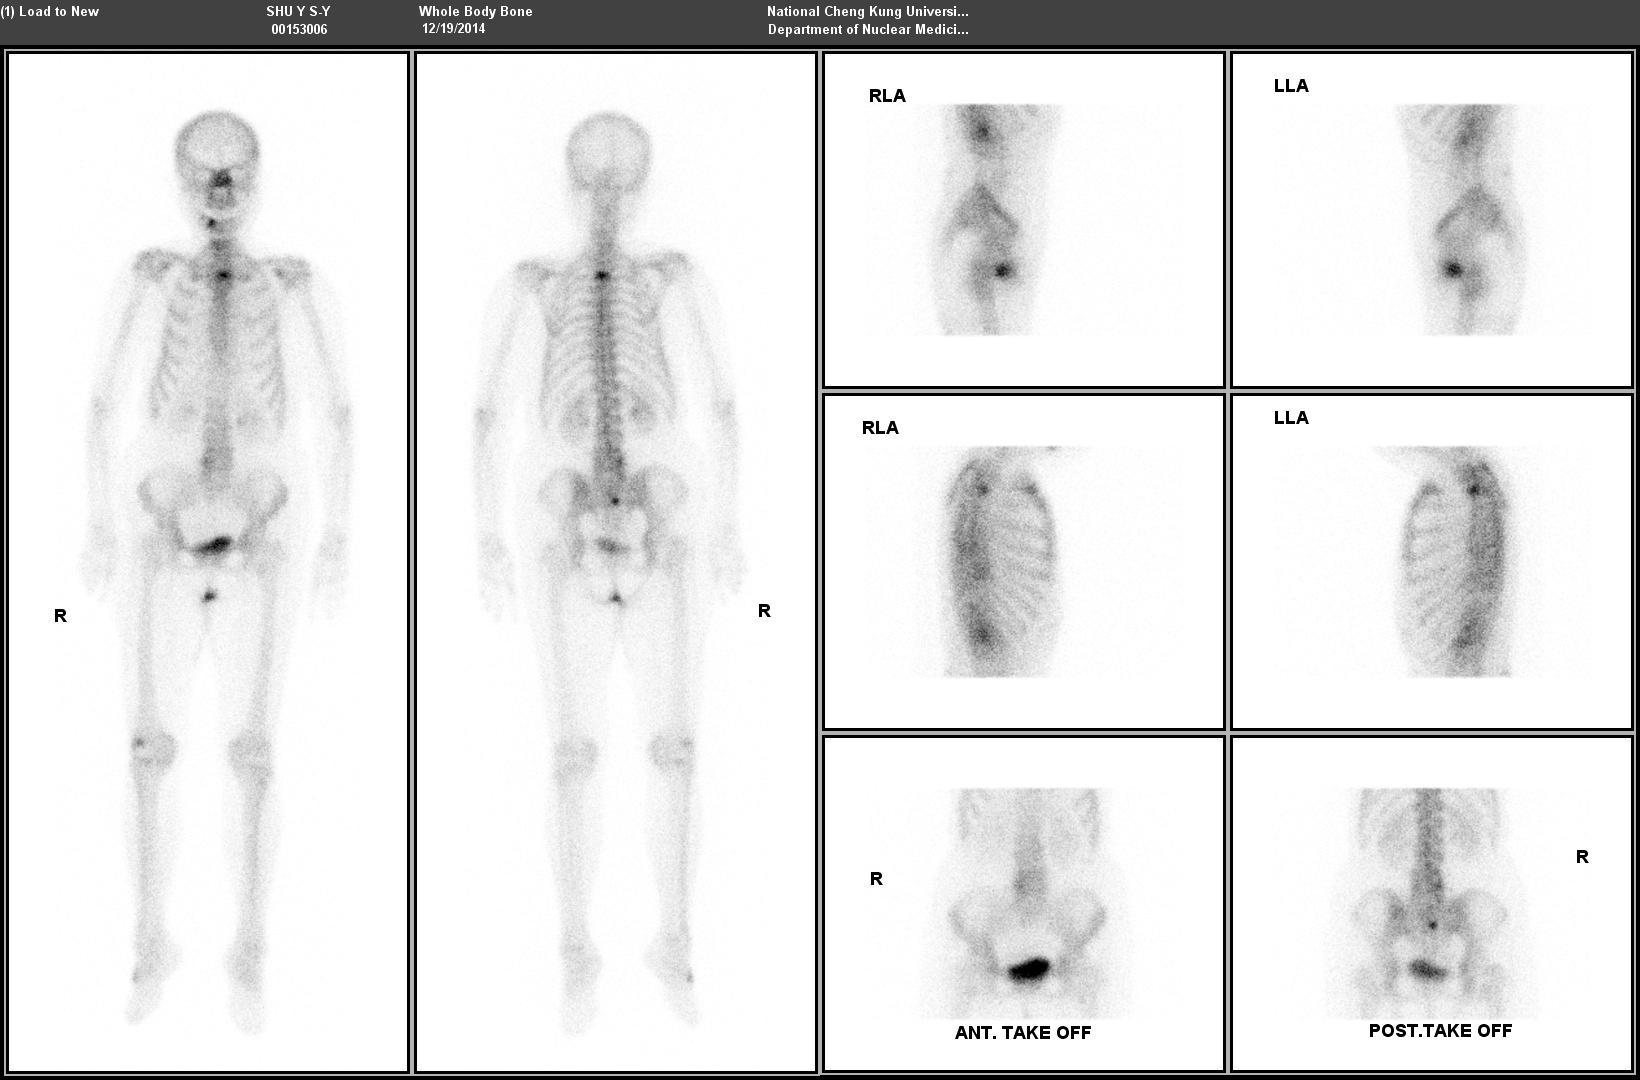 (1) Load to New
SHU Y S-Y
00153006
Whole Body Bone
12/19/2014
National Cheng Kung Universi...
Department of Nuclear Medici...
R
R
RLA
LLA
RLA
LLA
R
ANT. TAKE OFF
R
POST.TAKE OFF